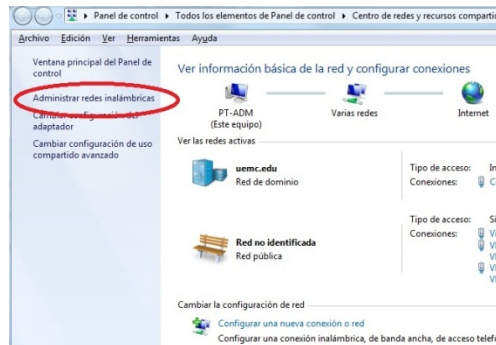 Panel de control ▸ Todos los elementos de Panel de control ▸ Centro de redes y recursos
Archivo Edición Ver Herramientas Ayuda
Ventana principal del Panel de
control
Administrar redes inalámbricas
Cambiar configuración del
adaptador
Cambiar configuración de uso
compartido avanzado
Ver información básica de la red y configurar conexiones
PT-ADM
(Este equipo)
Varias redes
Internet
Ver las redes activas
uemc.edu
Red de dominio
Tipo de acceso:
Conexiones:
Red no identificada
Red pública
Tipo de acceso:
Conexiones:
Cambiar la configuración de red
Configurar una nueva conexión o red
Configurar una conexión inalámbrica, de banda ancha, de acceso